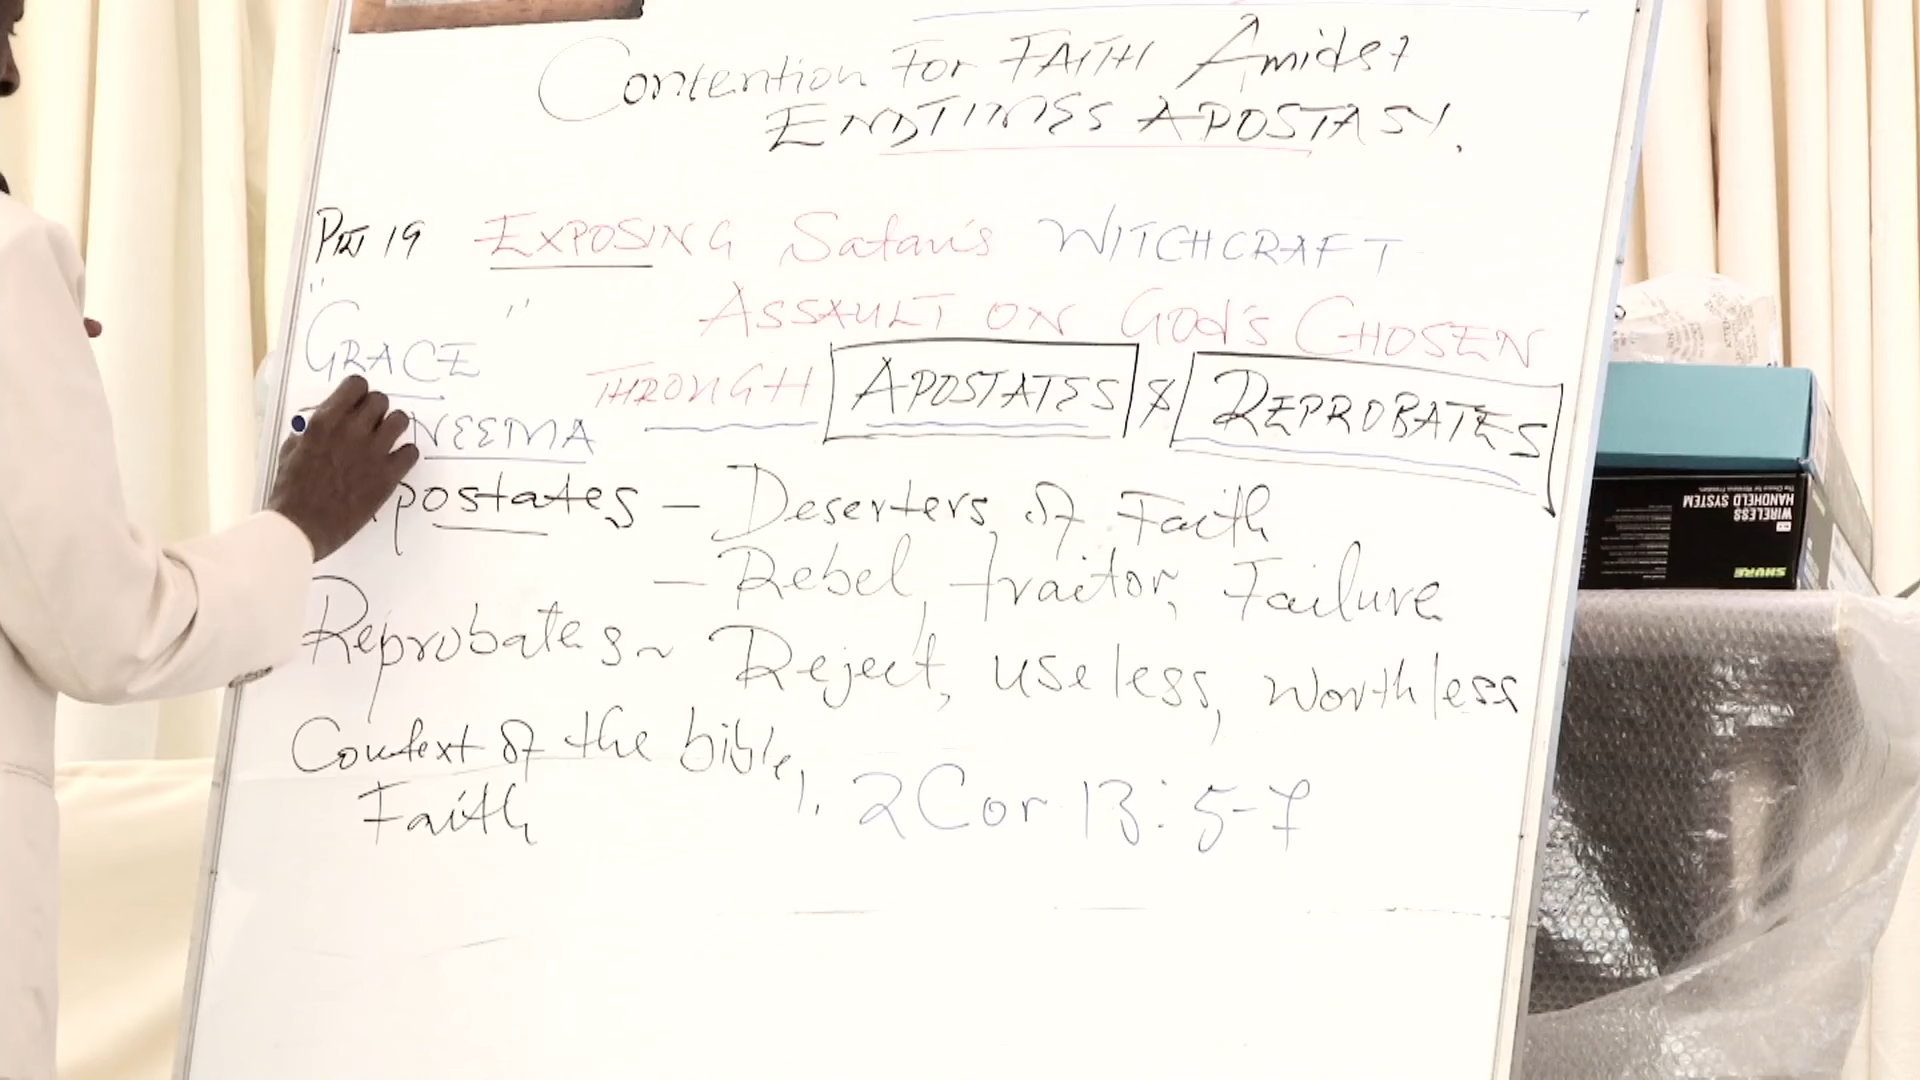 Contention For FAITH Amidst
ENDTIMES APOSTASY.
Prt 19 EXPOSING Satan's WITCHCRAFT
ASSAULT ON God's CHOSEN
THROUGH APOSTATES & REPROBATES
"GRACE"
NEEMA
Apostates – Deserters of Faith
– Rebel, traitor, Failure
Reprobates ~ Reject, useless, worthless
Context of the bible,
Faith
1. 2Cor 13:5-7
SHURE
WIRELESS
HANDHELD SYSTEM